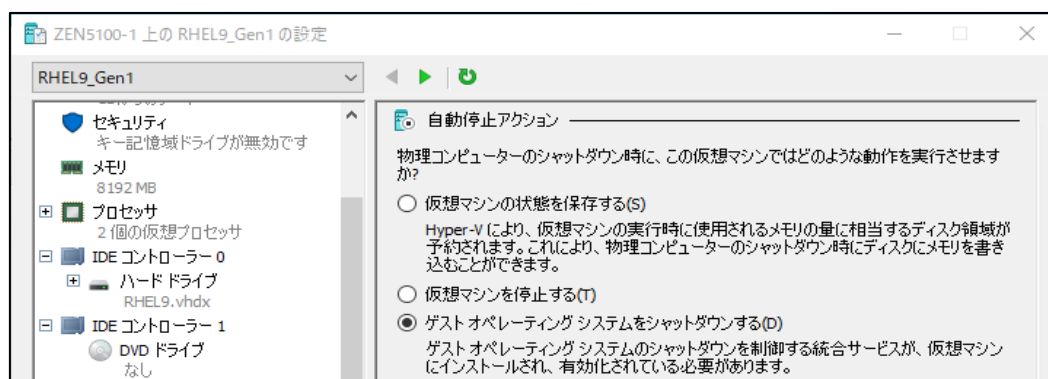 ZEN5100-1 上の RHEL9_Gen1 の設定
RHEL9_Gen1
セキュリティ
キー記憶域ドライブが無効です
メモリ
8192 MB
プロセッサ
2 個の仮想プロセッサ
IDE コントローラー 0
ハード ドライブ
RHEL9.vhdx
IDE コントローラー 1
DVD ドライブ
なし
自動停止アクション
物理コンピューターのシャットダウン時に、この仮想マシンではどのような動作を実行させます
か?
仮想マシンの状態を保存する(S)
Hyper-V により、仮想マシンの実行時に使用されるメモリの量に相当するディスク領域が
予約されます。これにより、物理コンピューターのシャットダウン時にディスクにメモリを書き
込むことができます。
仮想マシンを停止する(T)
ゲスト オペレーティング システムをシャットダウンする(D)
ゲスト オペレーティング システムのシャットダウンを制御する統合サービスが、仮想マシン
にインストールされ、有効化されている必要があります。